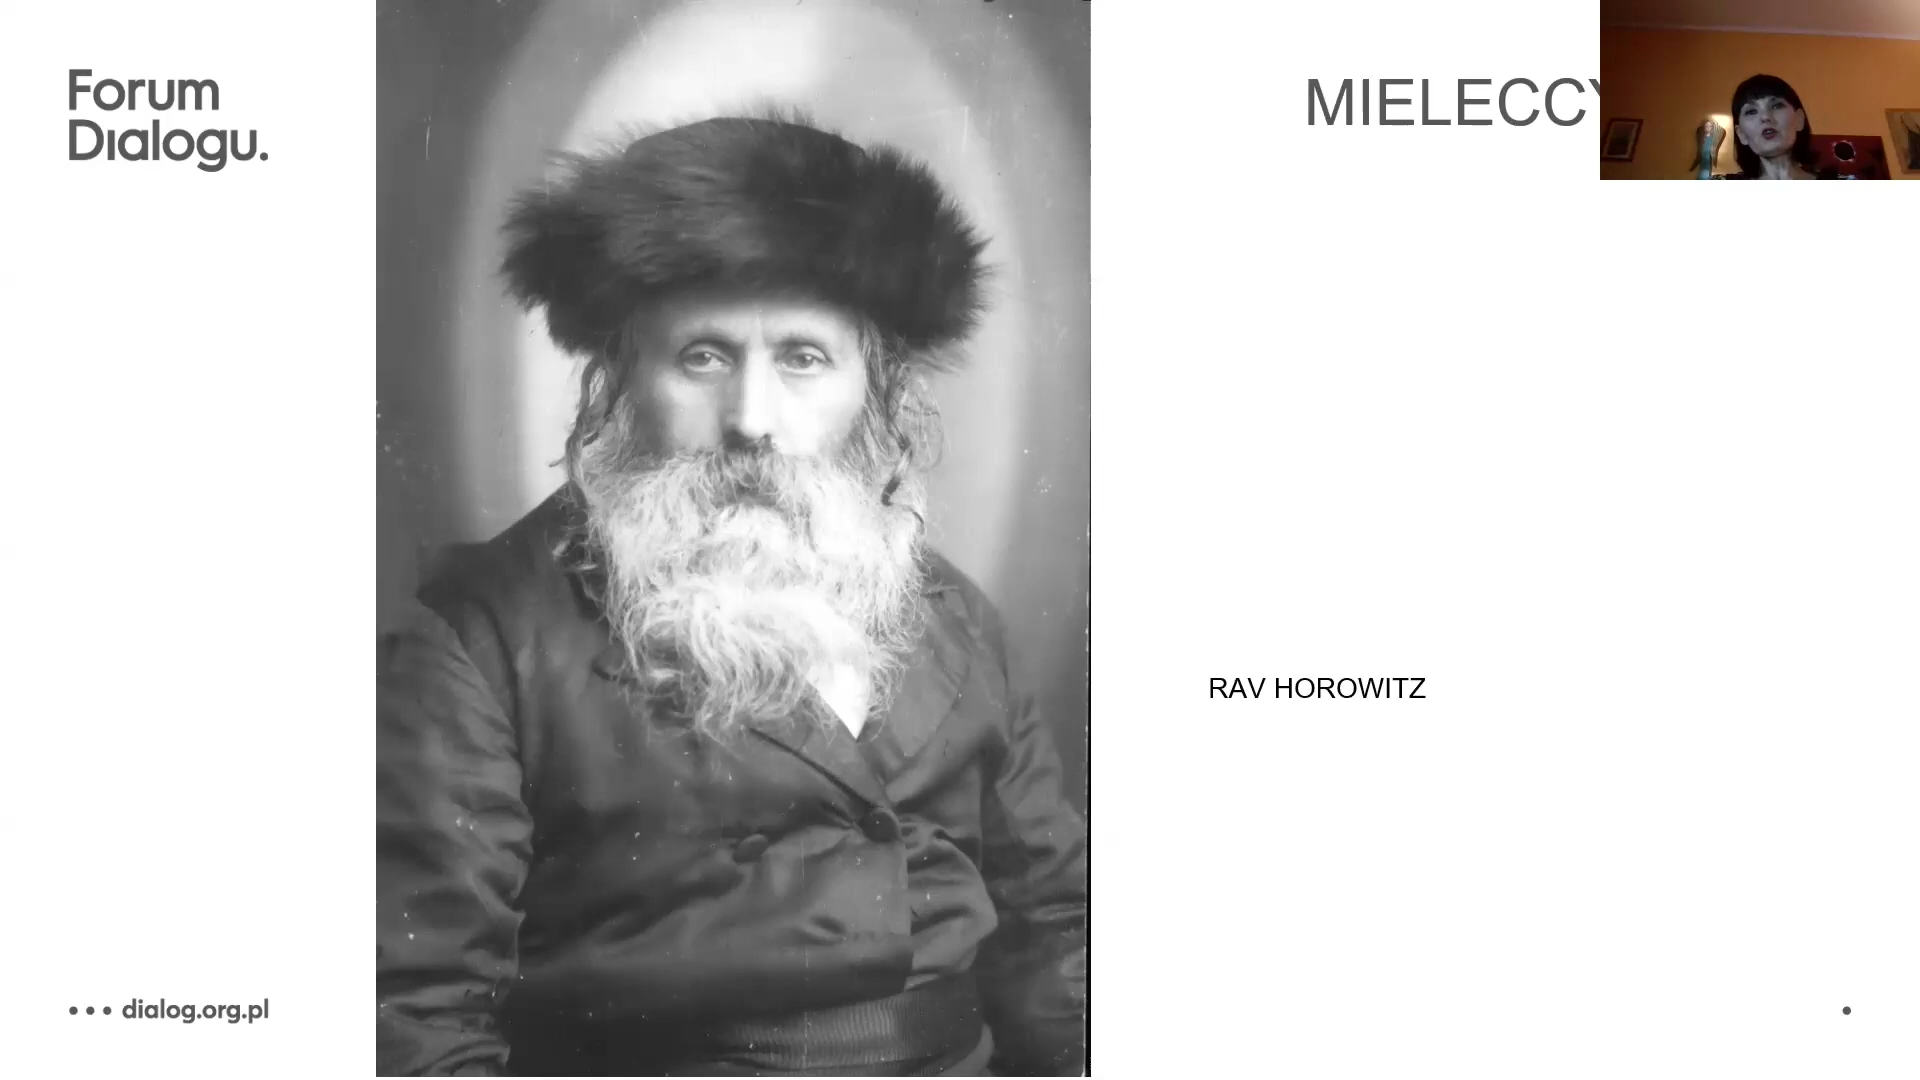 Forum
Dialogu.
MIELECCY
RAV HOROWITZ
dialog.org.pl